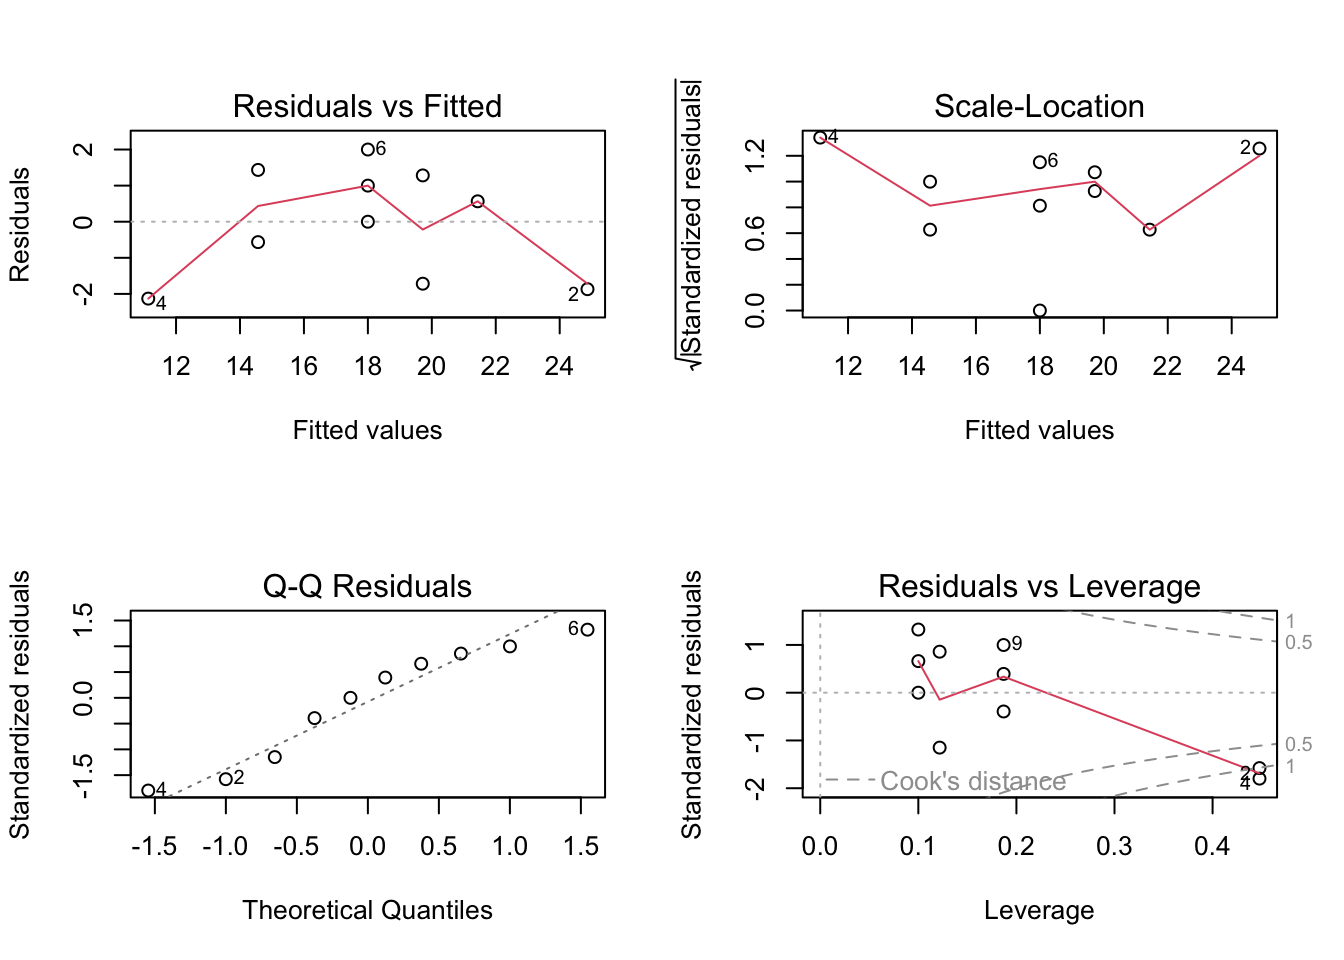 Residuals vs Fitted
Residuals
2
0
-2
6
4
2
12 14 16 18 20 22 24
Fitted values
Scale-Location
√|Standardized residuals|
1.2
0.6
0.0
4
6
2
12 14 16 18 20 22 24
Fitted values
Q-Q Residuals
Standardized residuals
1.5
0.0
-1.5
6
2
4
-1.5 -1.0 -0.5 0.0 0.5 1.0 1.5
Theoretical Quantiles
Residuals vs Leverage
Standardized residuals
1
0
-1
-2
9
1
0.5
0.5
1
Cook's distance
2
4
0.0 0.1 0.2 0.3 0.4
Leverage